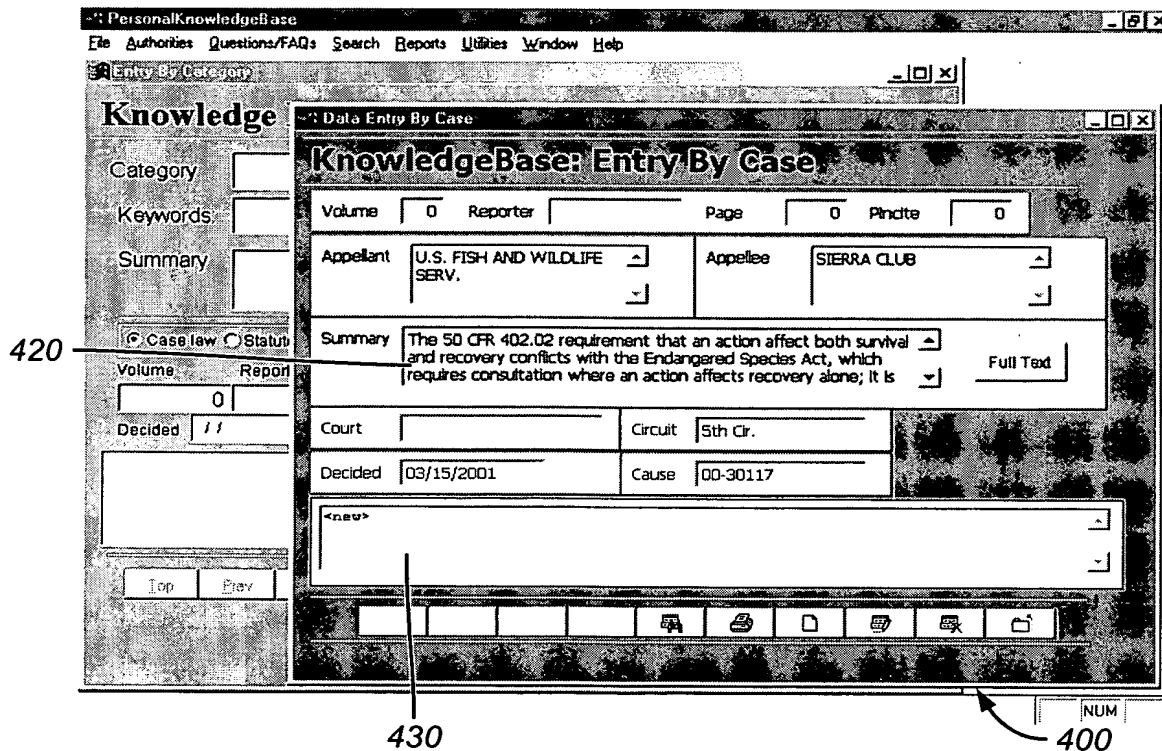 PersonalKnowledgeBase
File Authorities Questions/FAQs Search Reports Utilities Window Help
Entry By Category
Knowledge
Data Entry By Case
KnowledgeBase: Entry By Case
Category
Keywords
Summary
Case law Statut
Volume Report
0
Decided / /
Top Prev
Volume 0 Reporter Page 0 Pincite 0
Appellant U.S. FISH AND WILDLIFE SERV.
Appellee SIERRA CLUB
Summary The 50 CFR 402.02 requirement that an action affect both survival
and recovery conflicts with the Endangered Species Act, which
requires consultation where an action affects recovery alone; it is
Full Text
Court Circuit 5th Cir.
Decided 03/15/2001 Cause 00-30117
<new>
NUM
420
430
400